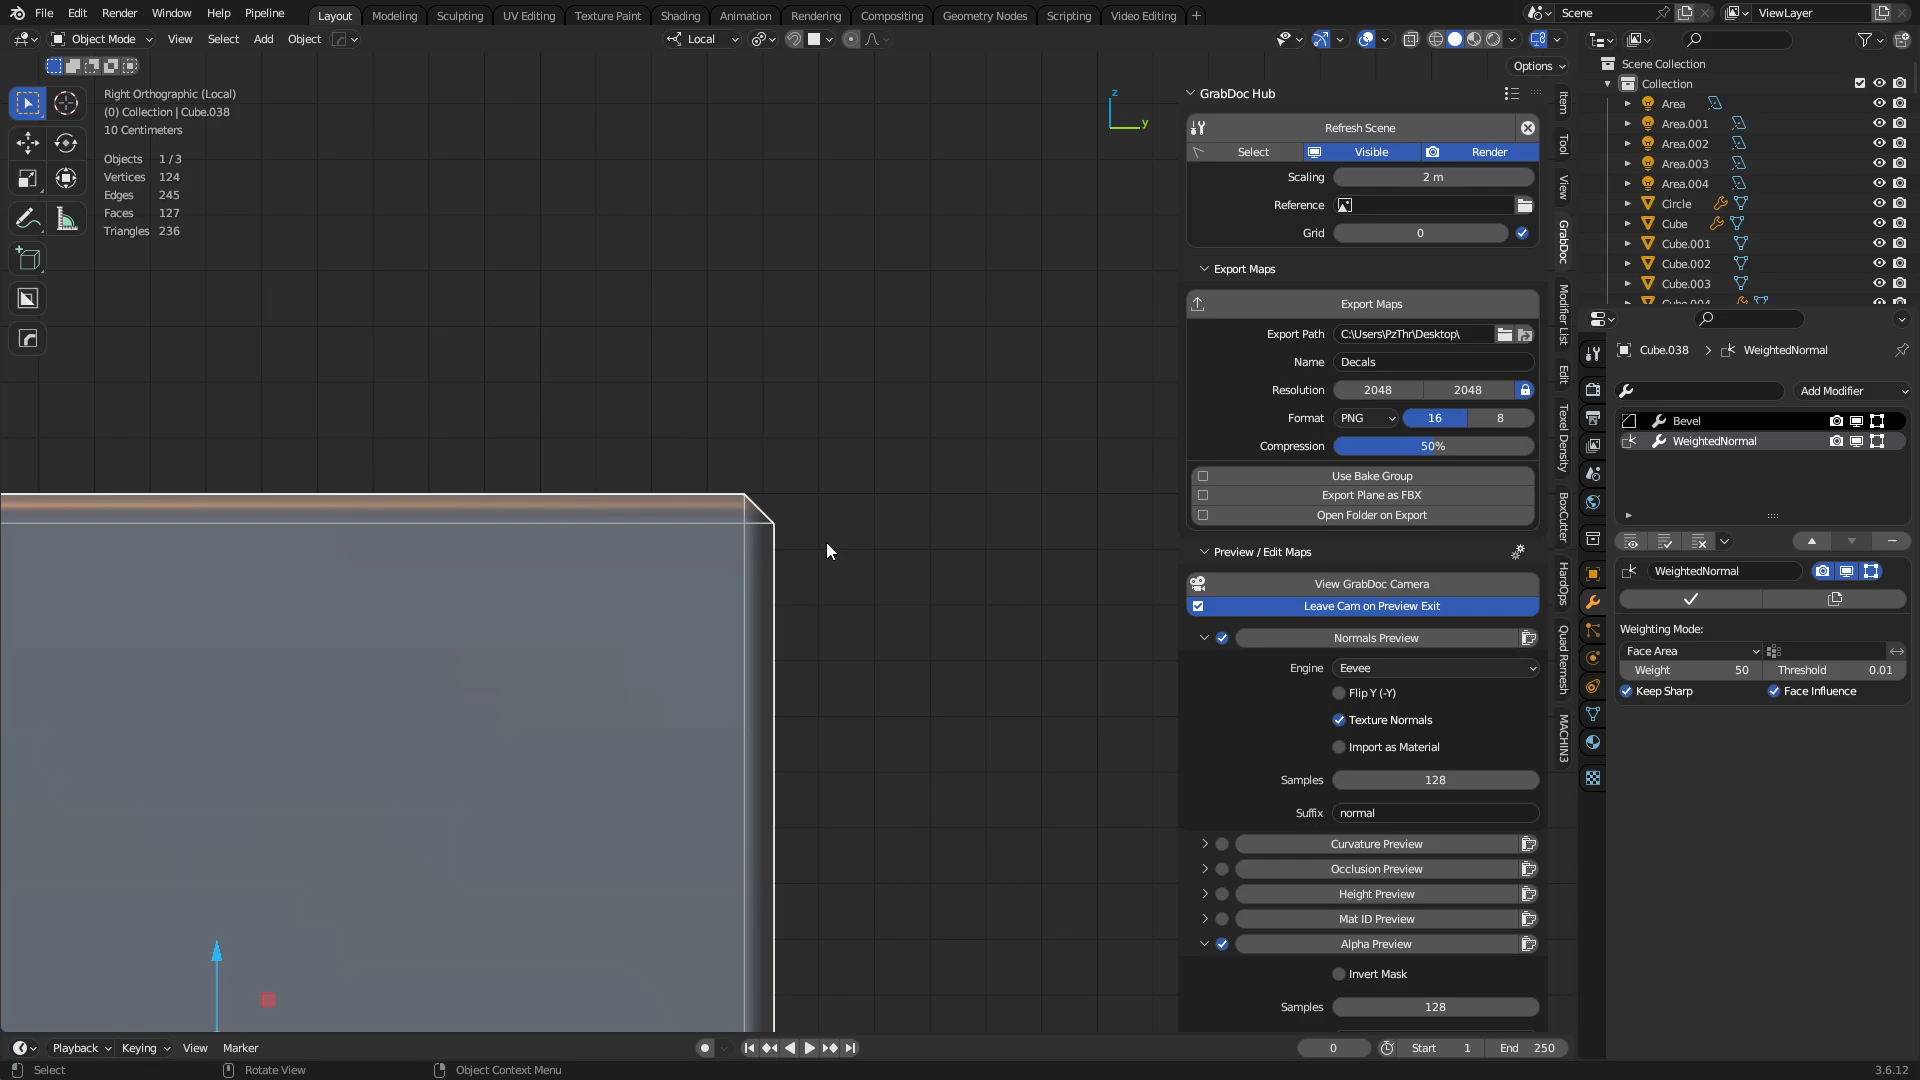 File Edit Render Window Help Pipeline Layout Modeling Sculpting UV Editing Texture Paint Shading Animation Rendering Compositing Geometry Nodes Scripting Video Editing + Scene ViewLayer
Object Mode View Select Add Object Local
Options
Right Orthographic (Local)
(0) Collection | Cube.038
10 Centimeters
Objects 1 / 3
Vertices 124
Edges 245
Faces 127
Triangles 236
z
y
GrabDoc Hub
Refresh Scene
Select Visible Render
Scaling 2 m
Reference
Grid 0
Export Maps
Export Maps
Export Path C:\Users\PzThr\Desktop\
Name Decals
Resolution 2048 2048
Format PNG 16 8
Compression 50%
Use Bake Group
Export Plane as FBX
Open Folder on Export
Preview / Edit Maps
View GrabDoc Camera
Leave Cam on Preview Exit
Normals Preview
Engine Eevee
Flip Y (-Y)
Texture Normals
Import as Material
Samples 128
Suffix normal
Curvature Preview
Occlusion Preview
Height Preview
Mat ID Preview
Alpha Preview
Invert Mask
Samples 128
Item
Tool
View
GrabDoc
Modifier List
Edit
Texel Density
BoxCutter
HardOps
Quad Remesh
MACHIN3
Scene Collection
Collection
Area
Area.001
Area.002
Area.003
Area.004
Circle
Cube
Cube.001
Cube.002
Cube.003
Cube.004
Cube.038 WeightedNormal
Add Modifier
Bevel
WeightedNormal
WeightedNormal
Weighting Mode:
Face Area
Weight 50 Threshold 0.01
Keep Sharp Face Influence
Playback Keying View Marker 0 Start 1 End 250
Select Rotate View Object Context Menu 3.6.12